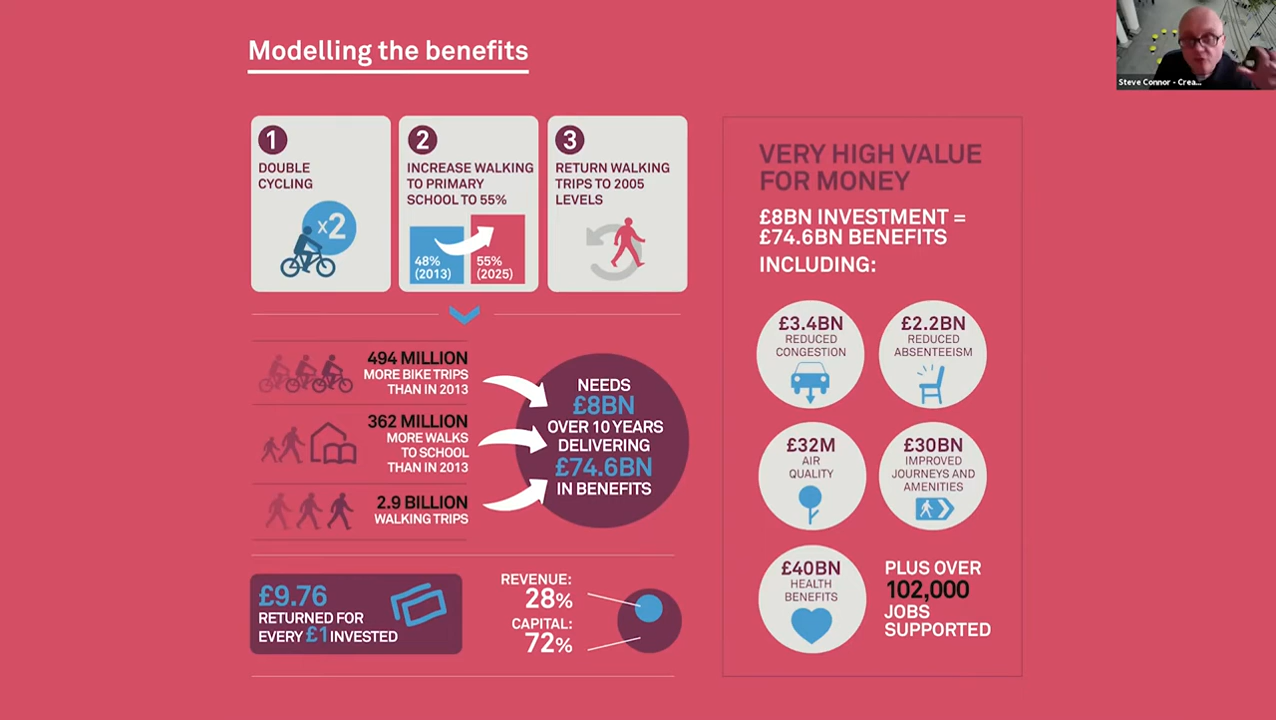 Modelling the benefits
Steve Connor - Crea...
1
DOUBLE
CYCLING
x2
2
INCREASE WALKING
TO PRIMARY
SCHOOL TO 55%
48%
(2013)
55%
(2025)
3
RETURN WALKING
TRIPS TO 2005
LEVELS
494 MILLION
MORE BIKE TRIPS
THAN IN 2013
362 MILLION
MORE WALKS
TO SCHOOL
THAN IN 2013
2.9 BILLION
WALKING TRIPS
NEEDS
£8BN
OVER 10 YEARS
DELIVERING
£74.6BN
IN BENEFITS
£9.76
RETURNED FOR
EVERY £1 INVESTED
REVENUE:
28%
CAPITAL:
72%
VERY HIGH VALUE
FOR MONEY
£8BN INVESTMENT =
£74.6BN BENEFITS
INCLUDING:
£3.4BN
REDUCED
CONGESTION
£2.2BN
REDUCED
ABSENTEEISM
£32M
AIR
QUALITY
£30BN
IMPROVED
JOURNEYS AND
AMENITIES
£40BN
HEALTH
BENEFITS
PLUS OVER
102,000
JOBS
SUPPORTED